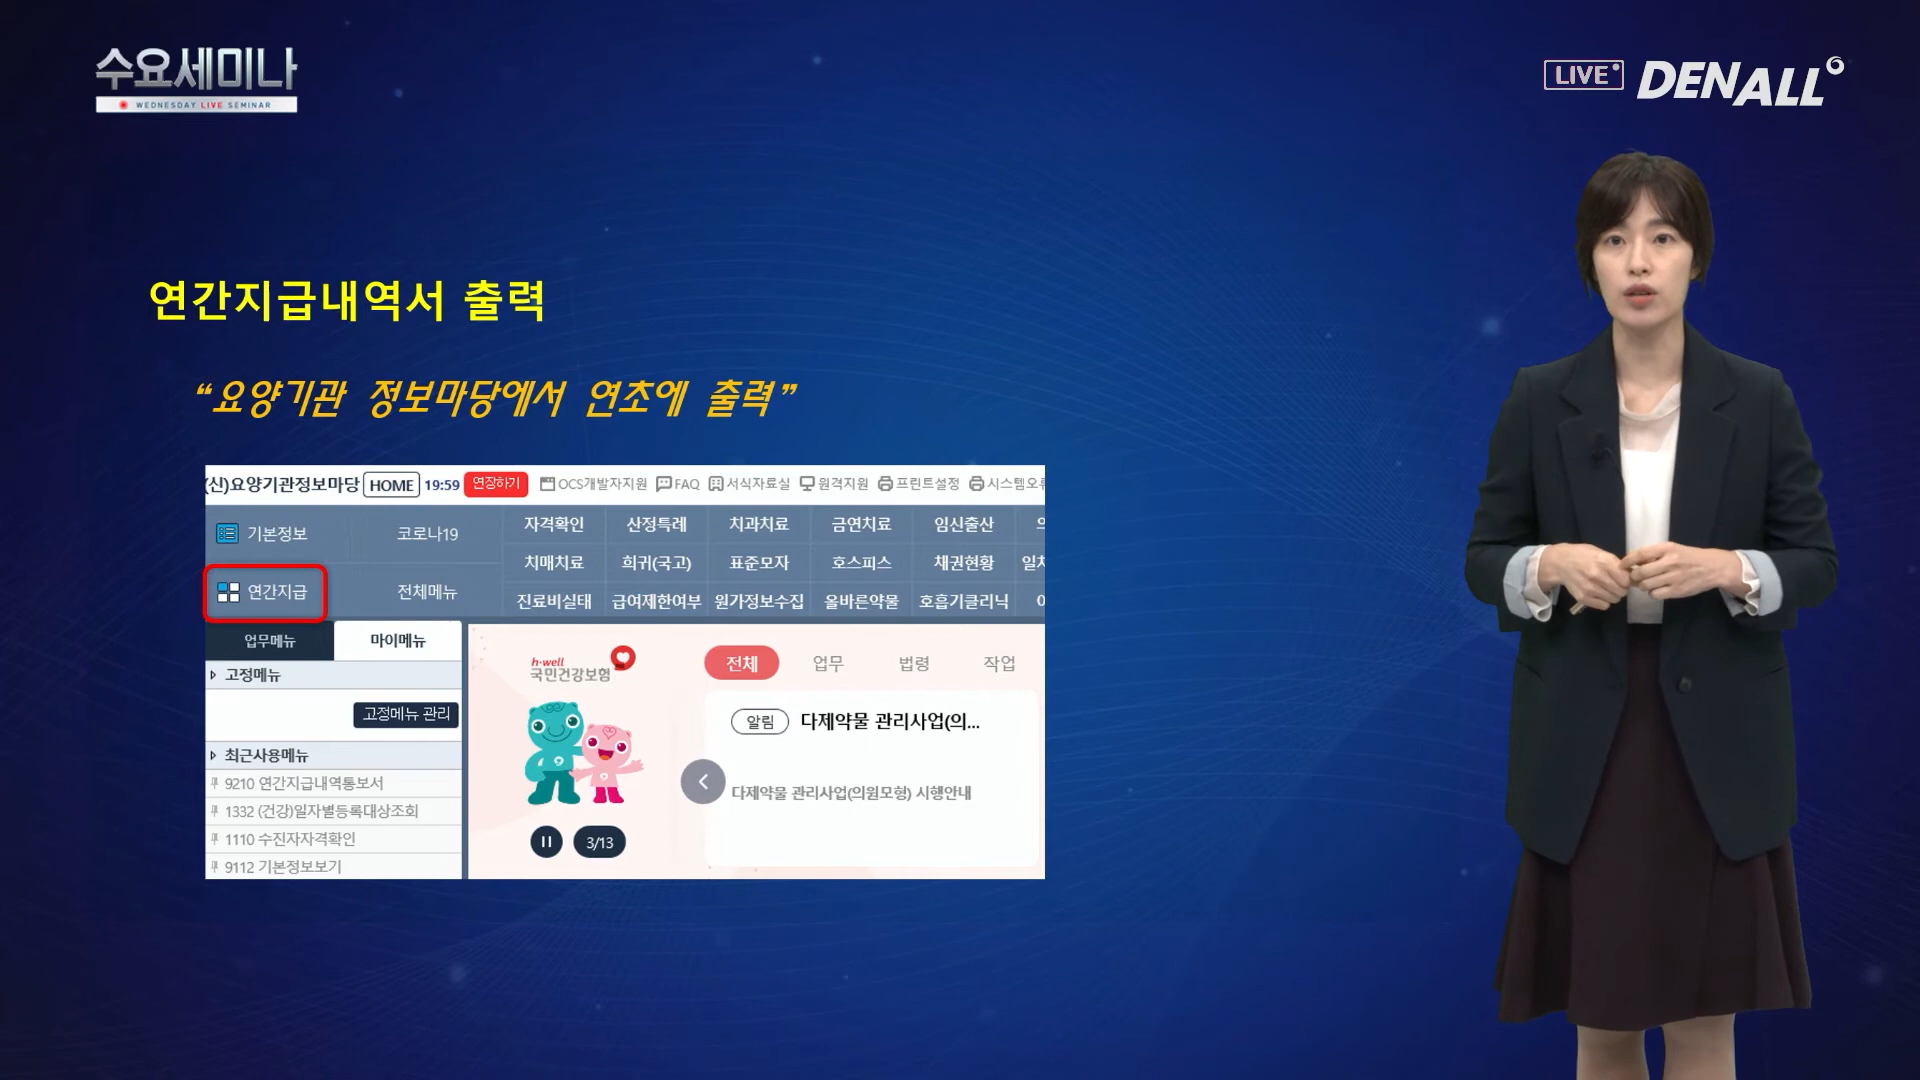 수요세미나
WEDNESDAY LIVE SEMINAR
LIVE DENALL
연간지급내역서 출력
“요양기관 정보마당에서 연초에 출력”
(신)요양기관정보마당 HOME 19:59 연장하기 OCS개발자지원 FAQ 서식자료실 원격지원 프린트설정 시스템오
기본정보 코로나19
연간지급 전체메뉴
자격확인 산정특례 치과치료 금연치료 임신출산
치매치료 희귀(국고) 표준모자 호스피스 채권현황
진료비실태 급여제한여부 원가정보수집 올바른약물 호흡기클리닉
업무메뉴 마이메뉴
고정메뉴
고정메뉴 관리
최근사용메뉴
9210 연간지급내역통보서
1332 (건강)일자별등록대상조회
1110 수진자자격확인
9112 기본정보보기
h·well
국민건강보험
3/13
전체 업무 법령 작업
알림 다제약물 관리사업(의...
다제약물 관리사업(의원모형) 시행안내